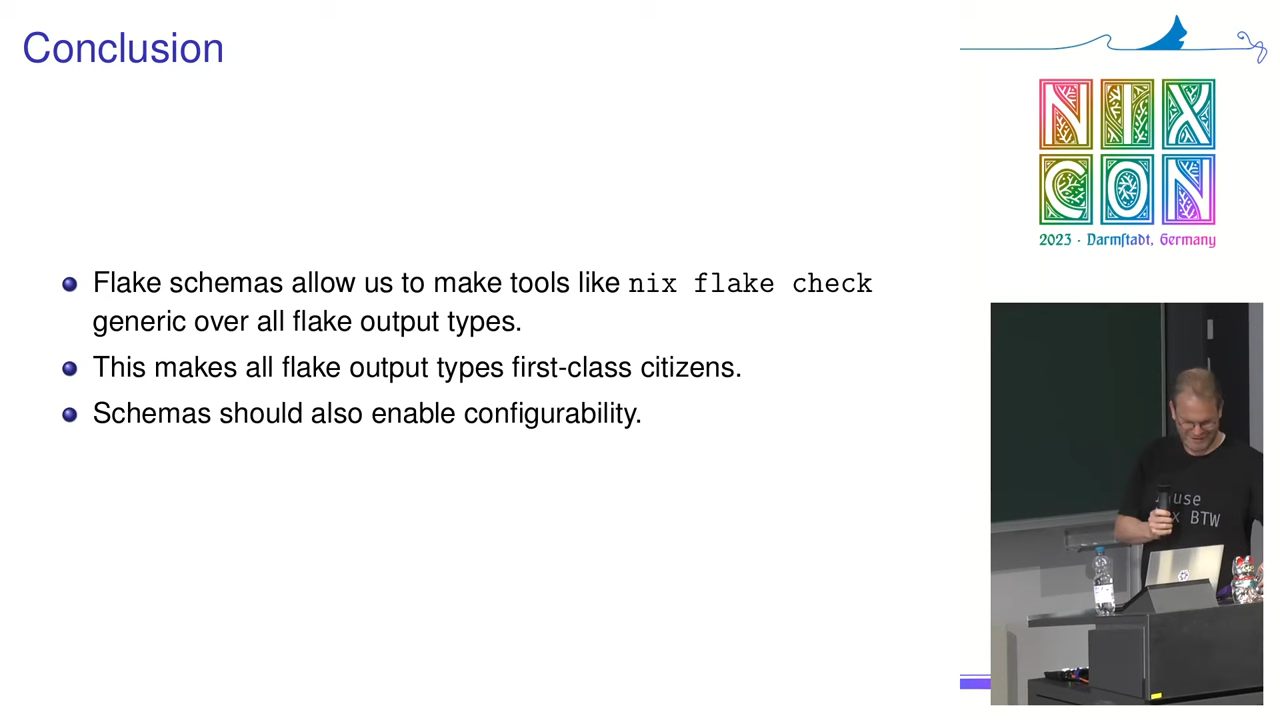 Conclusion
Flake schemas allow us to make tools like nix flake check
generic over all flake output types.
This makes all flake output types first-class citizens.
Schemas should also enable configurability.
NIX
CON
2023 · Darmstadt, Germany
use
x BTW